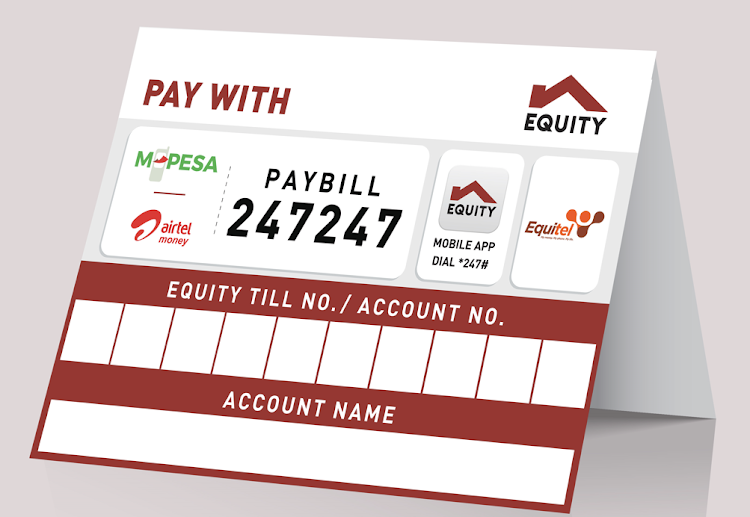 PAY WITH
EQUITY
M-PESA
airtel
money
PAYBILL
247247
EQUITY
MOBILE APP
DIAL *247#
Equitel
EQUITY TILL NO./ ACCOUNT NO.
ACCOUNT NAME